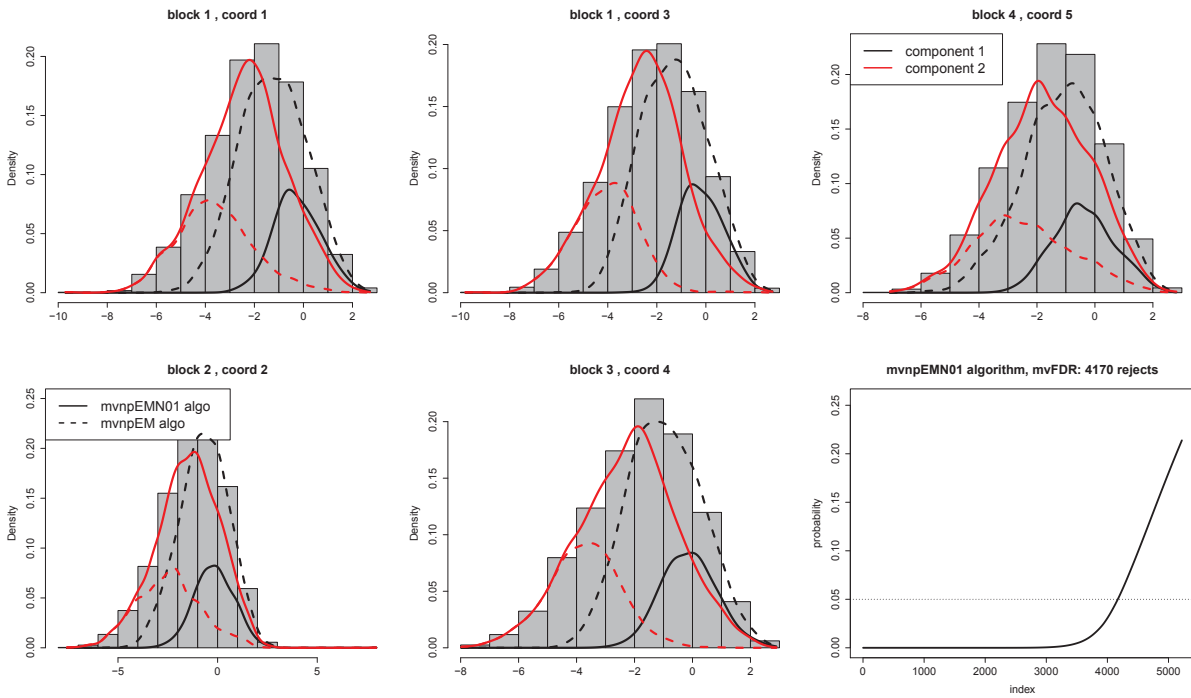 block 1 , coord 1
Density
0.00 0.05 0.10 0.15 0.20
−10 −8 −6 −4 −2 0 2
block 1 , coord 3
Density
0.00 0.05 0.10 0.15 0.20
−10 −8 −6 −4 −2 0 2
block 4 , coord 5
component 1
component 2
Density
0.00 0.05 0.10 0.15 0.20
−8 −6 −4 −2 0 2
block 2 , coord 2
mvnpEMN01 algo
mvnpEM algo
Density
0.00 0.05 0.10 0.15 0.20 0.25
−5 0 5
block 3 , coord 4
Density
0.00 0.05 0.10 0.15 0.20
−8 −6 −4 −2 0 2
mvnpEMN01 algorithm, mvFDR: 4170 rejects
probability
0.00 0.05 0.10 0.15 0.20 0.25
0 1000 2000 3000 4000 5000
index